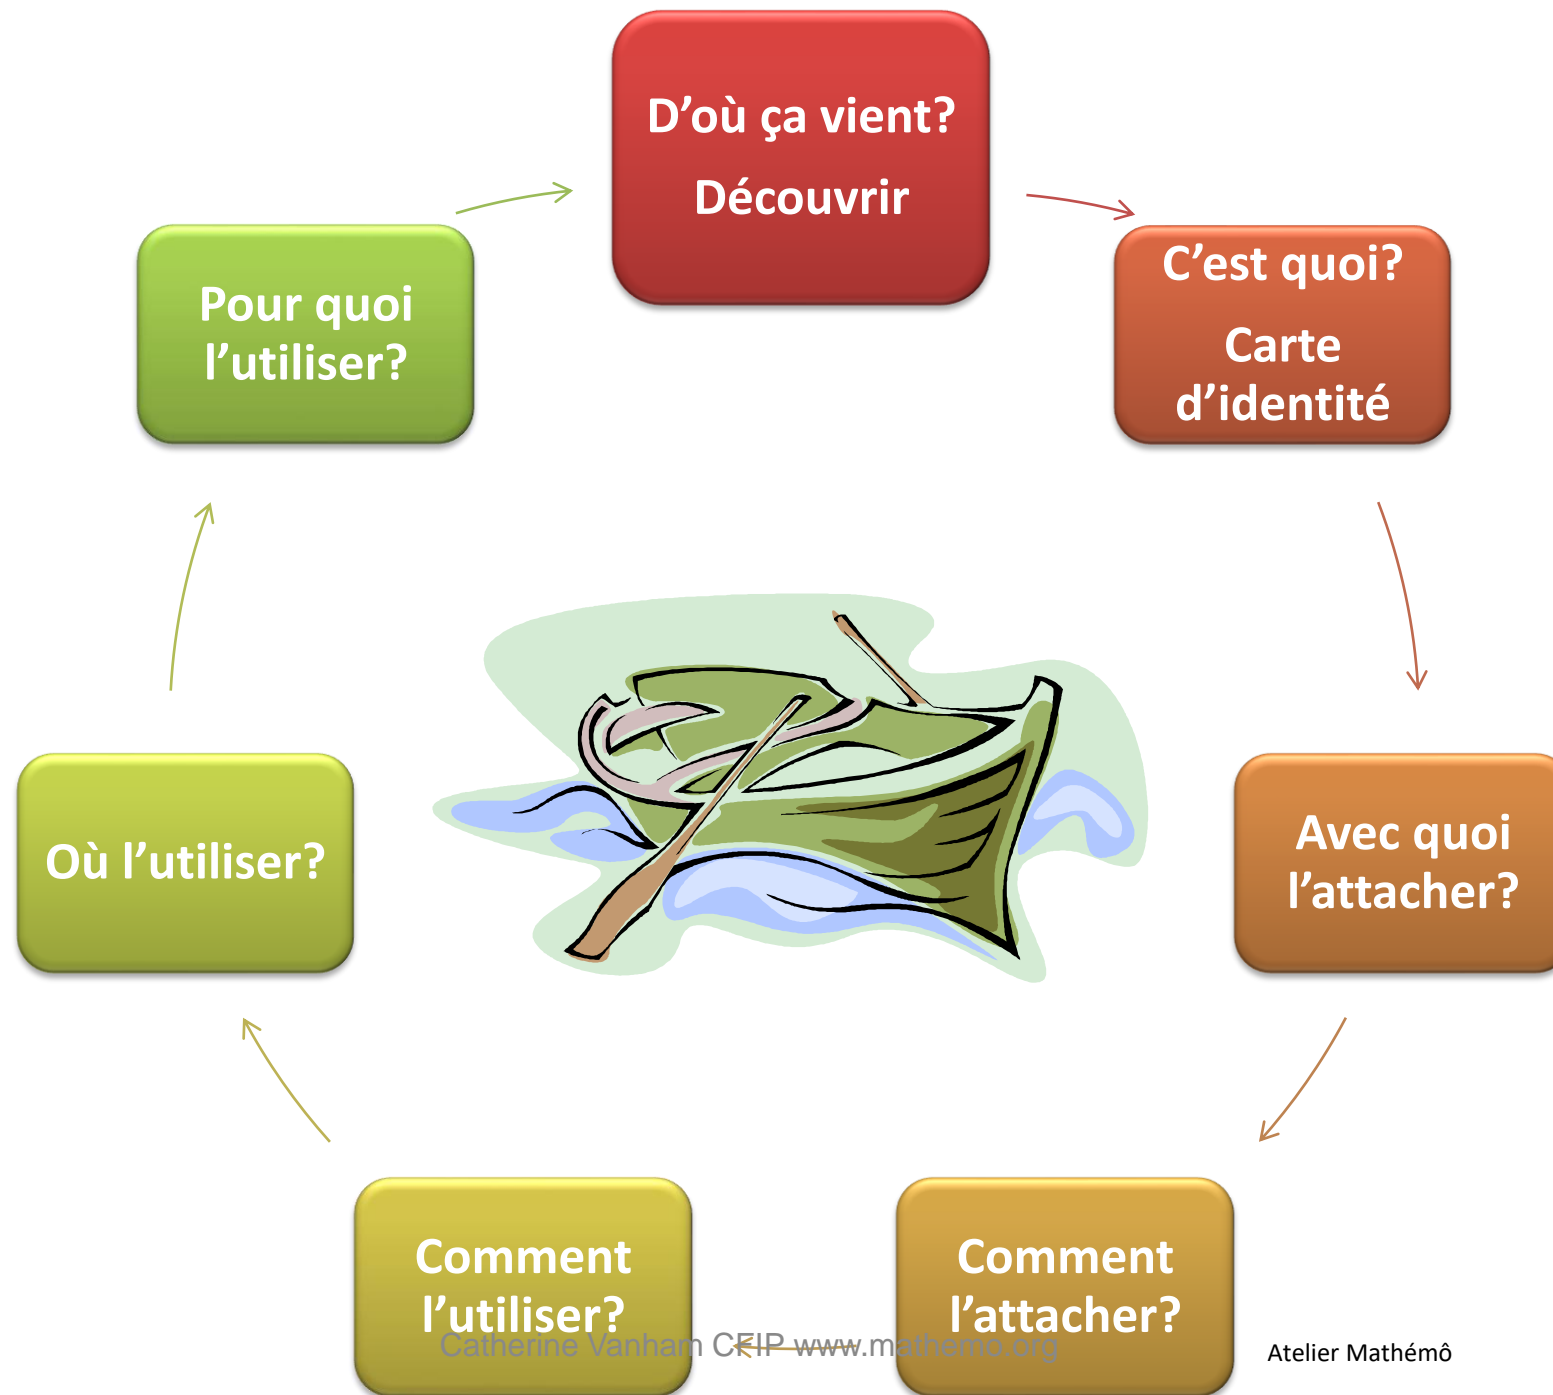 D’où ça vient?
Découvrir
C’est quoi?
Carte
d’identité
Avec quoi
l’attacher?
Comment
l’attacher?
Comment
l’utiliser?
Où l’utiliser?
Pour quoi
l’utiliser?
Catherine Vanham CFIP www.mathemo.org
Atelier Mathémô